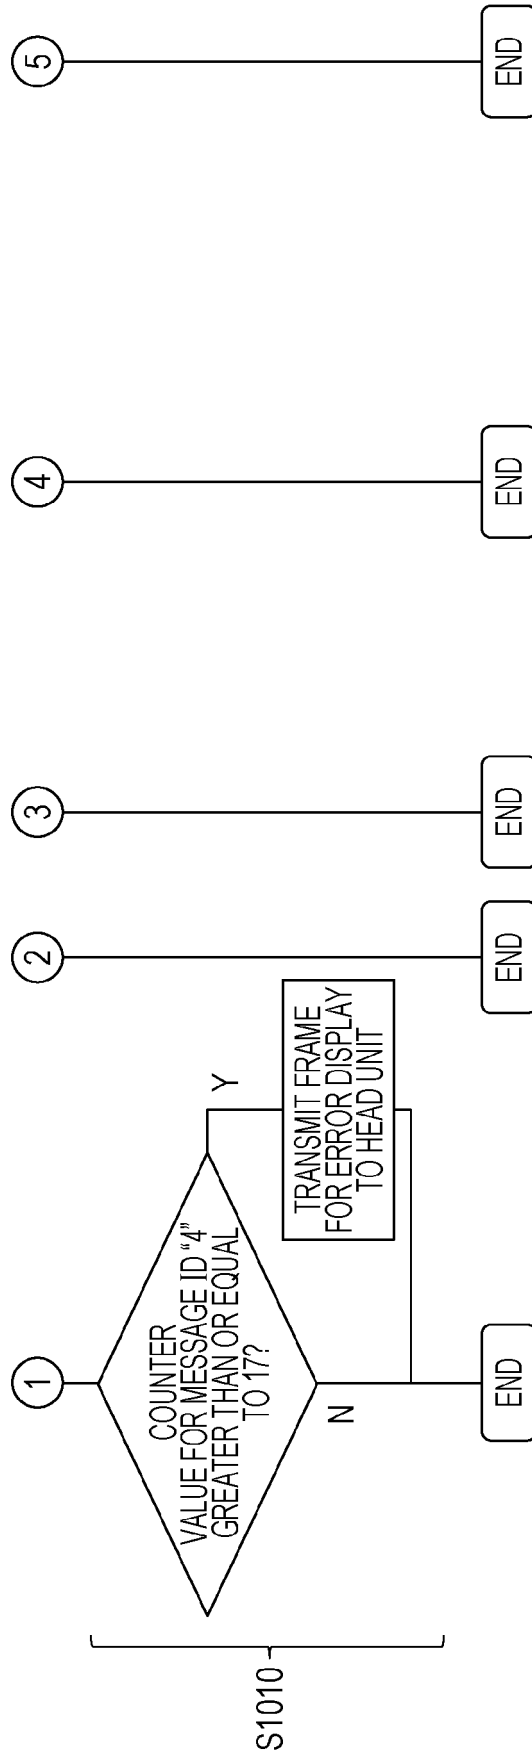 1
2
3
4
5
S1010
COUNTER
VALUE FOR MESSAGE ID “4”
GREATER THAN OR EQUAL
TO 17?
Y
N
TRANSMIT FRAME
FOR ERROR DISPLAY
TO HEAD UNIT
END
END
END
END
END